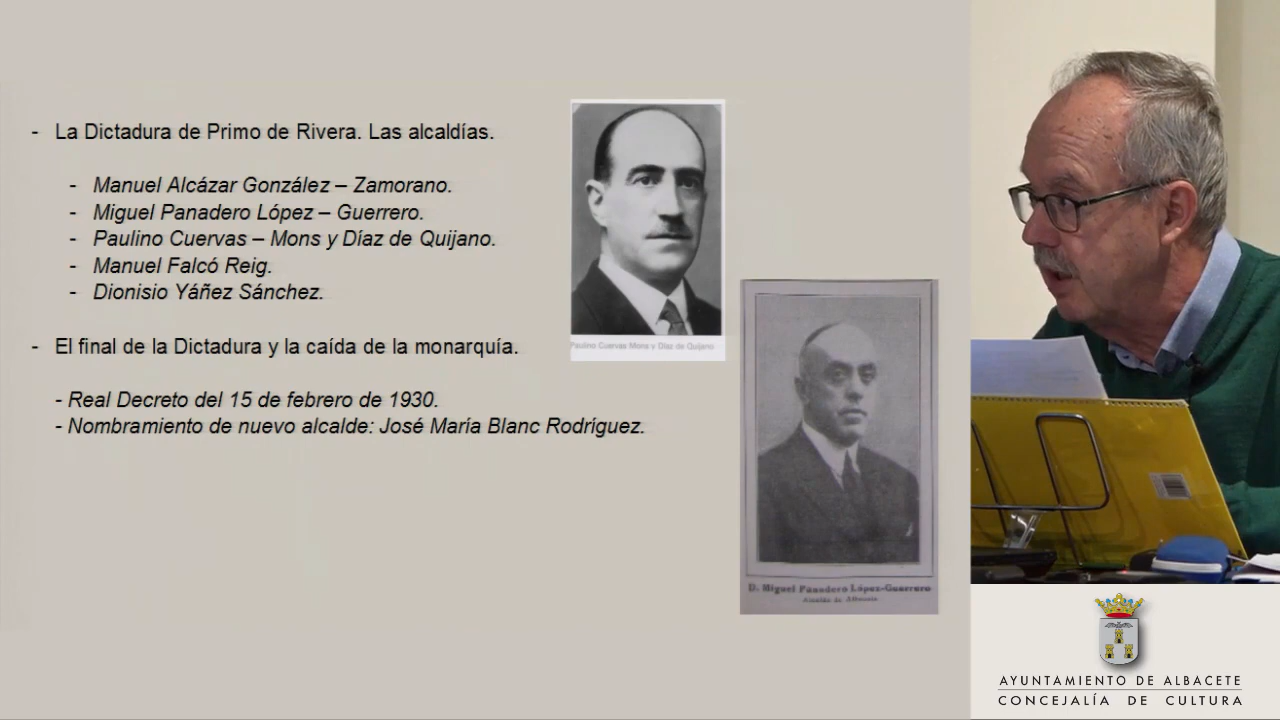 - La Dictadura de Primo de Rivera. Las alcaldías.
- Manuel Alcázar González – Zamorano.
- Miguel Panadero López – Guerrero.
- Paulino Cuervas – Mons y Díaz de Quijano.
- Manuel Falcó Reig.
- Dionisio Yáñez Sánchez.
- El final de la Dictadura y la caída de la monarquía.
- Real Decreto del 15 de febrero de 1930.
- Nombramiento de nuevo alcalde: José María Blanc Rodríguez.
Paulino Cuervas Mons y Díaz de Quijano
D. Miguel Panadero López-Guerrero
Alcalde de Albacete
AYUNTAMIENTO DE ALBACETE
CONCEJALÍA DE CULTURA